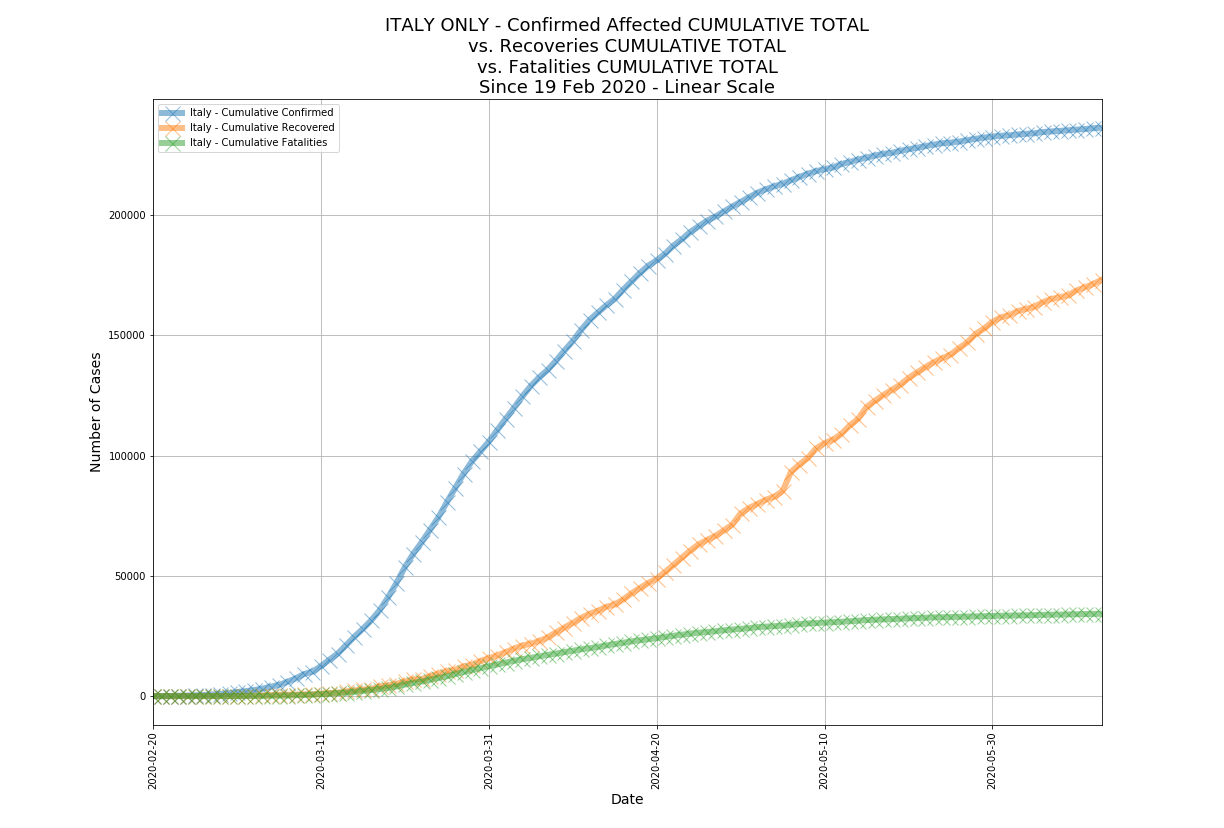 ITALY ONLY - Confirmed Affected CUMULATIVE TOTAL
vs. Recoveries CUMULATIVE TOTAL
vs. Fatalities CUMULATIVE TOTAL
Since 19 Feb 2020 - Linear Scale
Italy - Cumulative Confirmed
Italy - Cumulative Recovered
Italy - Cumulative Fatalities
Number of Cases
200000
150000
100000
50000
0
2020-02-20
2020-03-11
2020-03-31
2020-04-20
2020-05-10
2020-05-30
Date